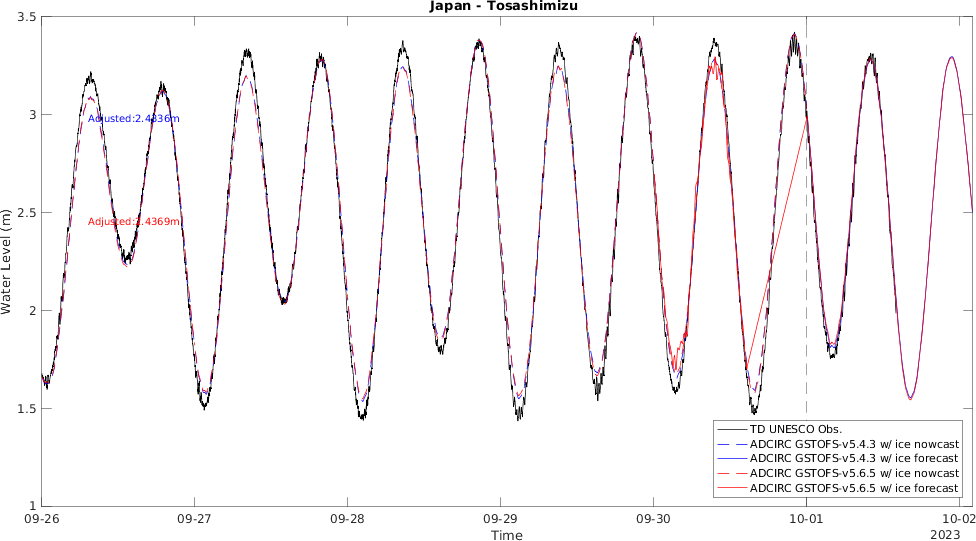 Japan - Tosashimizu
3.5
3
2.5
2
1.5
1
Water Level (m)
Adjusted:2.4336m
Adjusted:2.4369m
TD UNESCO Obs.
ADCIRC GSTOFS-v5.4.3 w/ ice nowcast
ADCIRC GSTOFS-v5.4.3 w/ ice forecast
ADCIRC GSTOFS-v5.6.5 w/ ice nowcast
ADCIRC GSTOFS-v5.6.5 w/ ice forecast
09-26 09-27 09-28 09-29 09-30 10-01 10-02
Time
2023